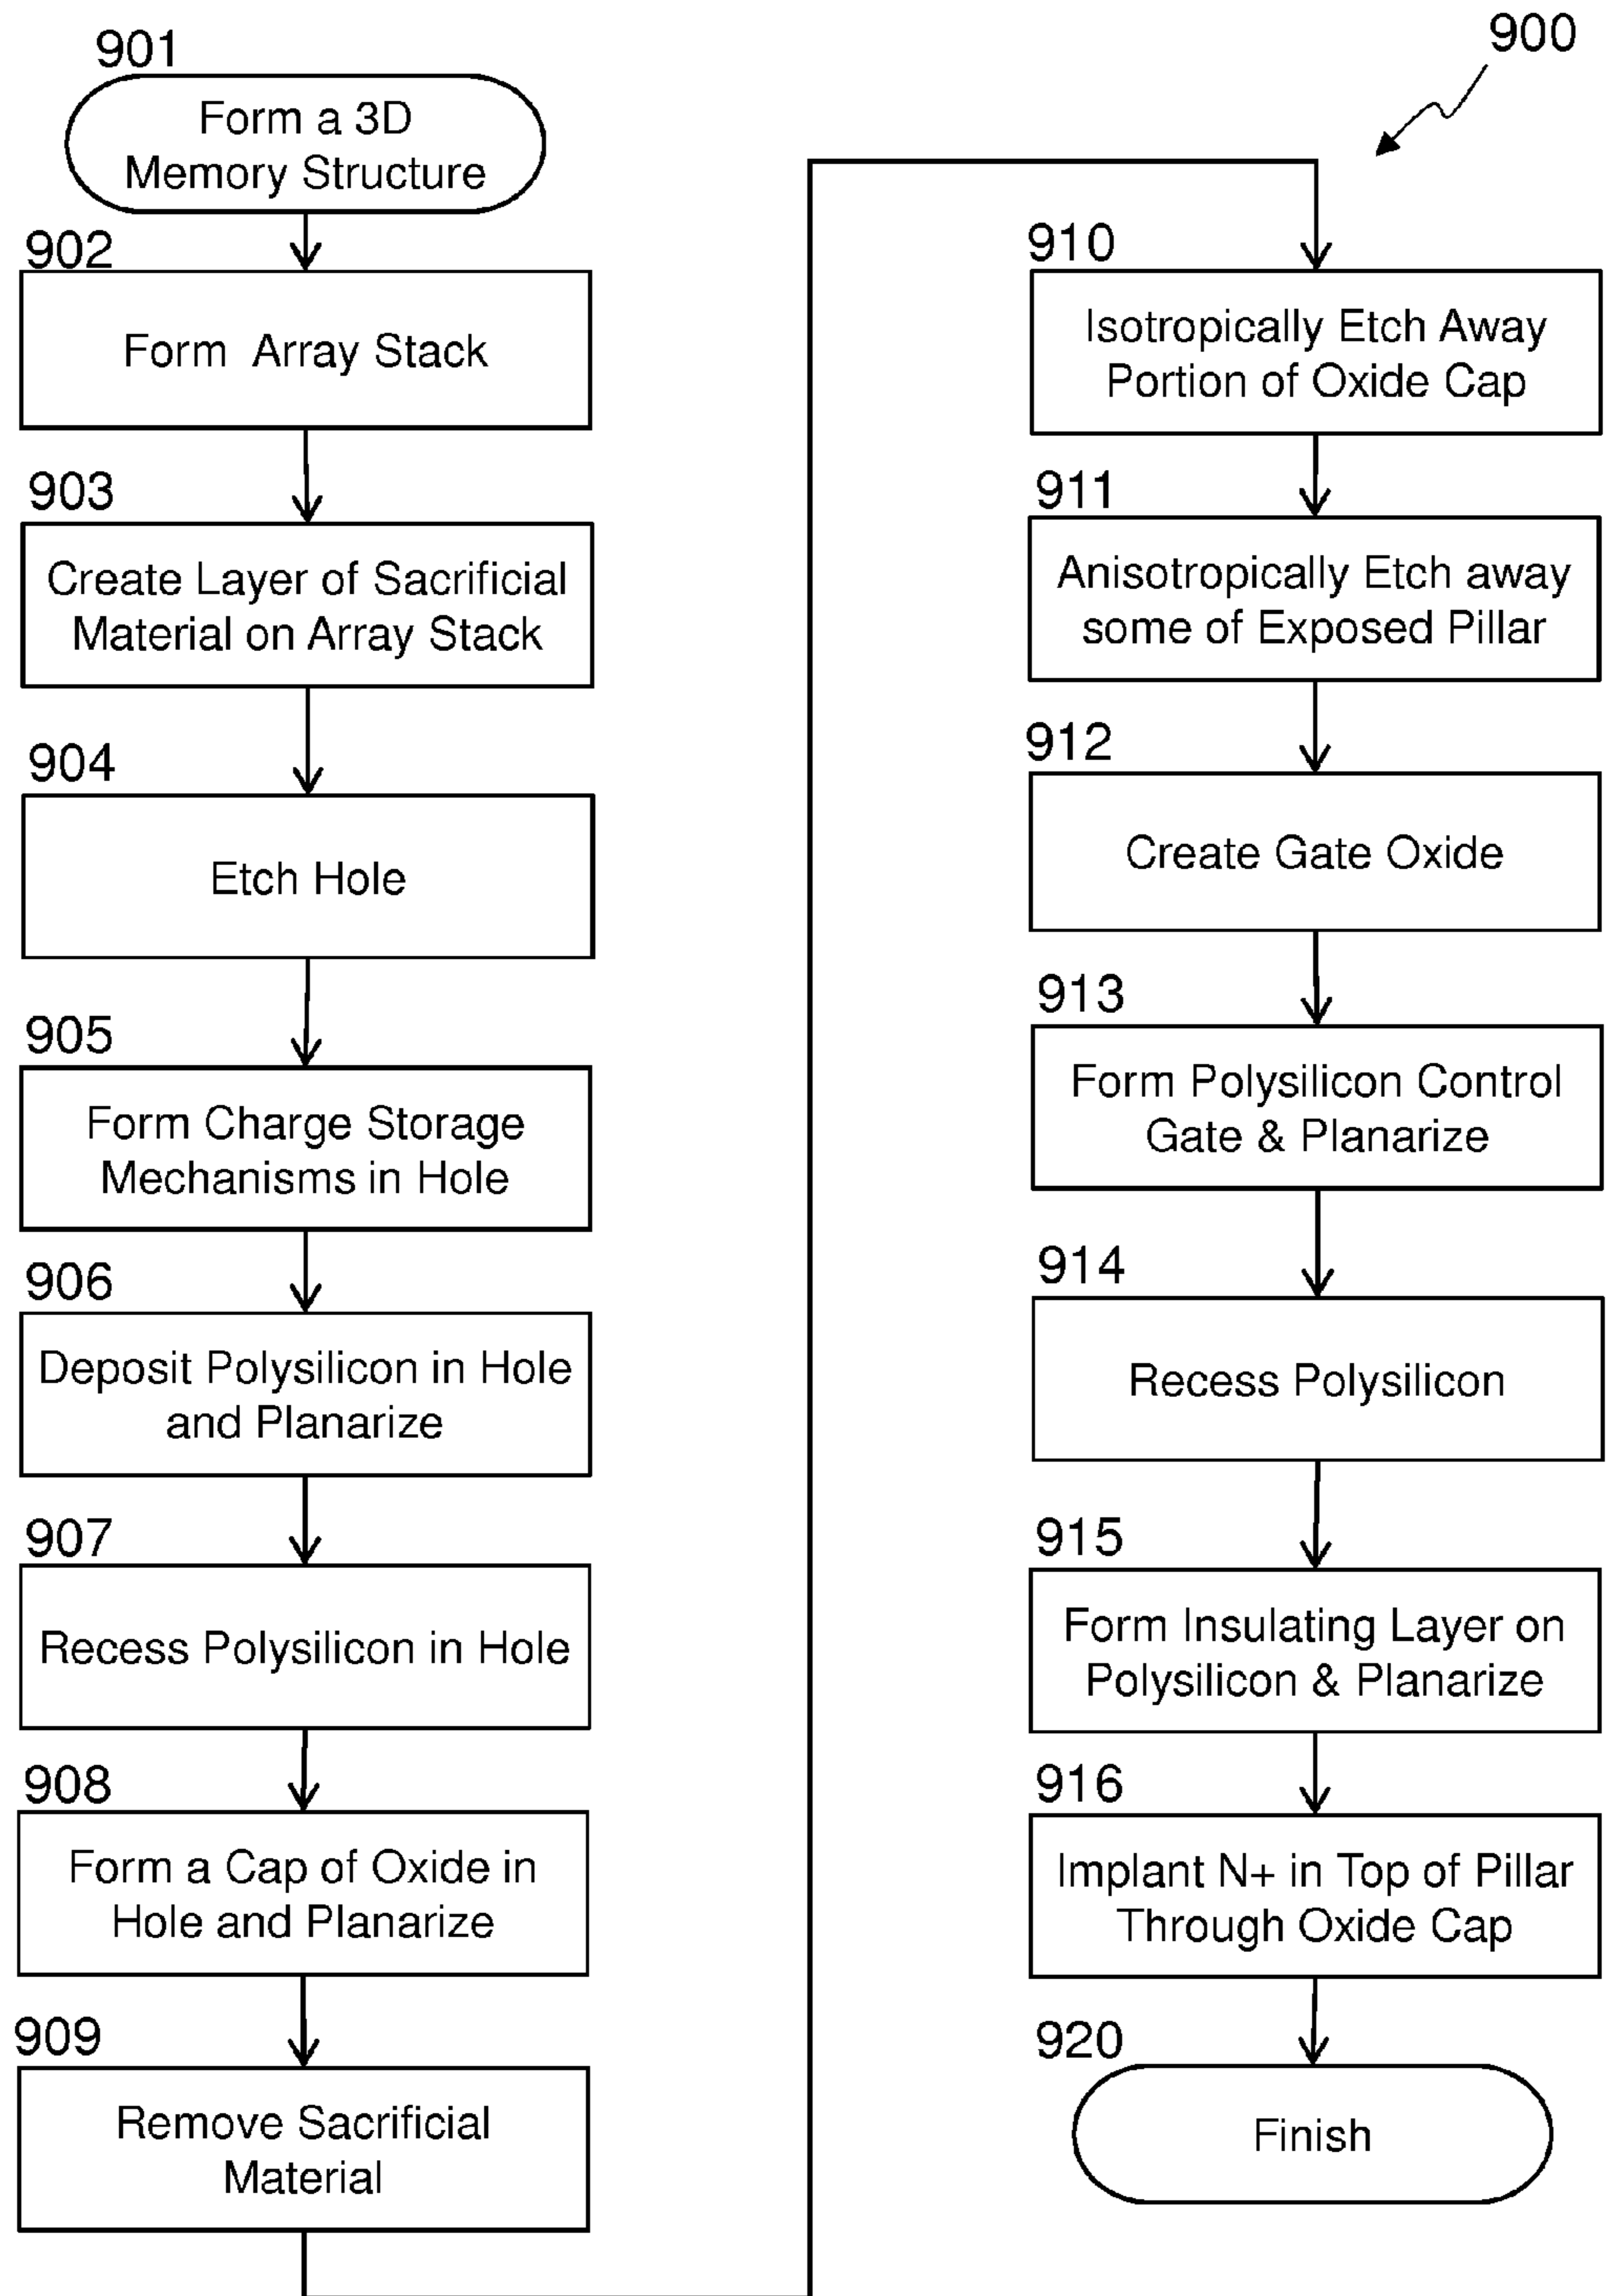 900
901
Form a 3D
Memory Structure
902
Form Array Stack
903
Create Layer of Sacrificial
Material on Array Stack
904
Etch Hole
905
Form Charge Storage
Mechanisms in Hole
906
Deposit Polysilicon in Hole
and Planarize
907
Recess Polysilicon in Hole
908
Form a Cap of Oxide in
Hole and Planarize
909
Remove Sacrificial
Material
910
Isotropically Etch Away
Portion of Oxide Cap
911
Anisotropically Etch away
some of Exposed Pillar
912
Create Gate Oxide
913
Form Polysilicon Control
Gate & Planarize
914
Recess Polysilicon
915
Form Insulating Layer on
Polysilicon & Planarize
916
Implant N+ in Top of Pillar
Through Oxide Cap
920
Finish